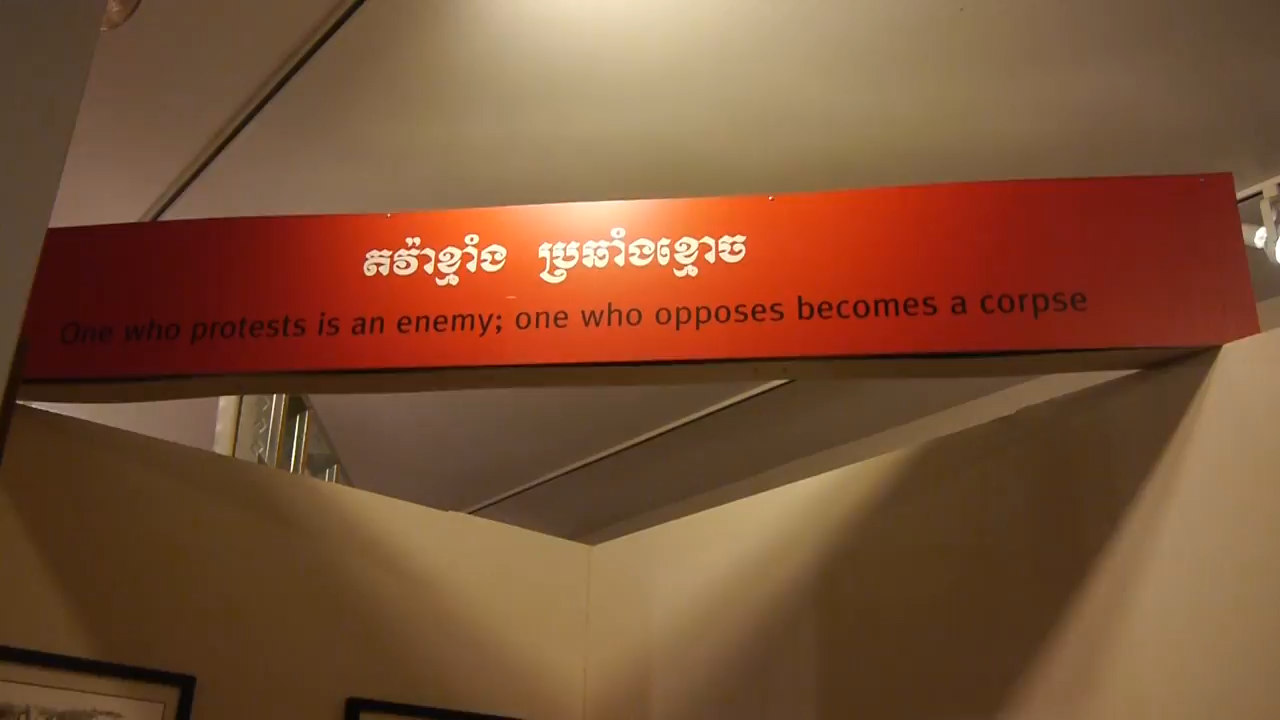 តវ៉ាខ្មាំង ប្រឆាំងខ្មោច
One who protests is an enemy; one who opposes becomes a corpse